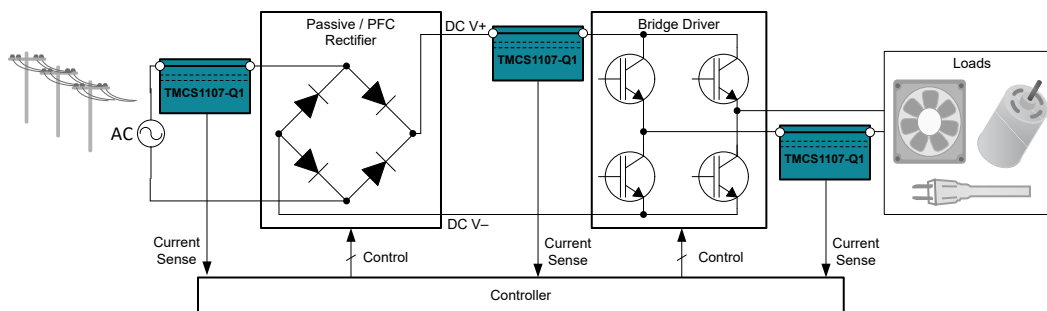 Passive / PFC
Rectifier
DC V+
Bridge Driver
TMCS1107-Q1
TMCS1107-Q1
Loads
AC
TMCS1107-Q1
DC V–
Current
Sense
Control
Current
Sense
Control
Current
Sense
Controller